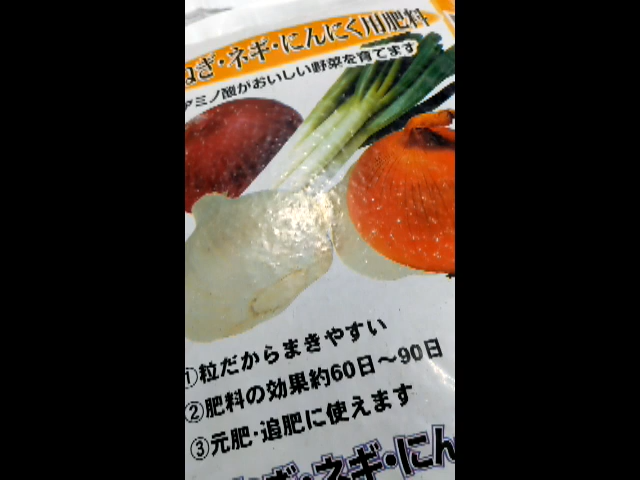 ねぎ・ネギ・にんにく用肥料
アミノ酸がおいしい野菜を育てます
①粒だからまきやすい
②肥料の効果約60日～90日
③元肥・追肥に使えます
ねぎ・ネギ・にん